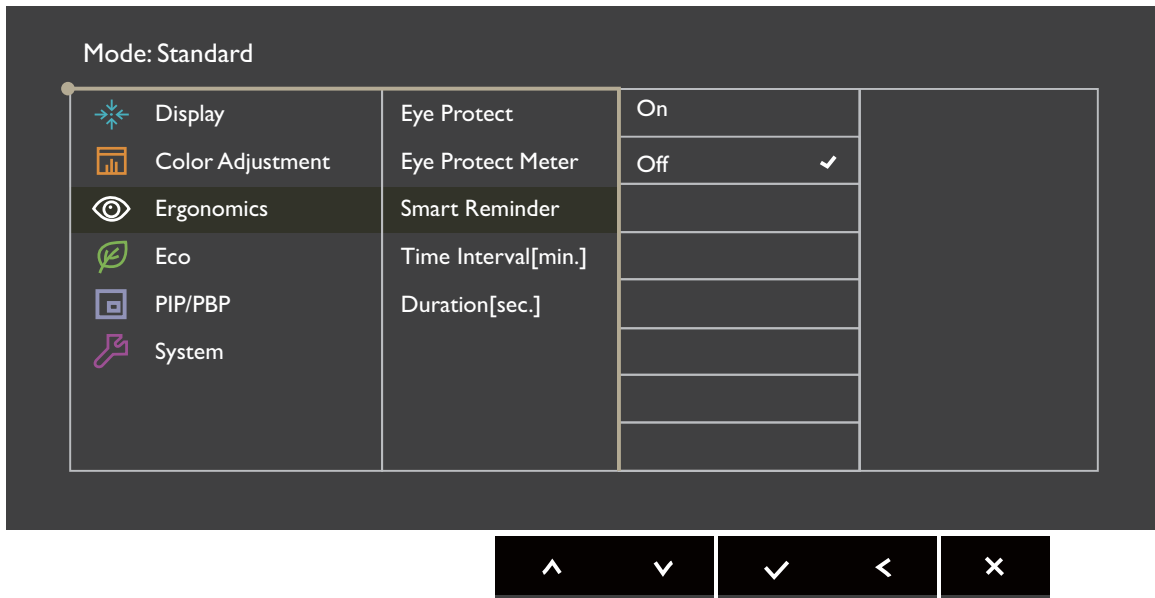 Mode: Standard
Display
Color Adjustment
Ergonomics
Eco
PIP/PBP
System
Eye Protect
Eye Protect Meter
Smart Reminder
Time Interval[min.]
Duration[sec.]
On
Off